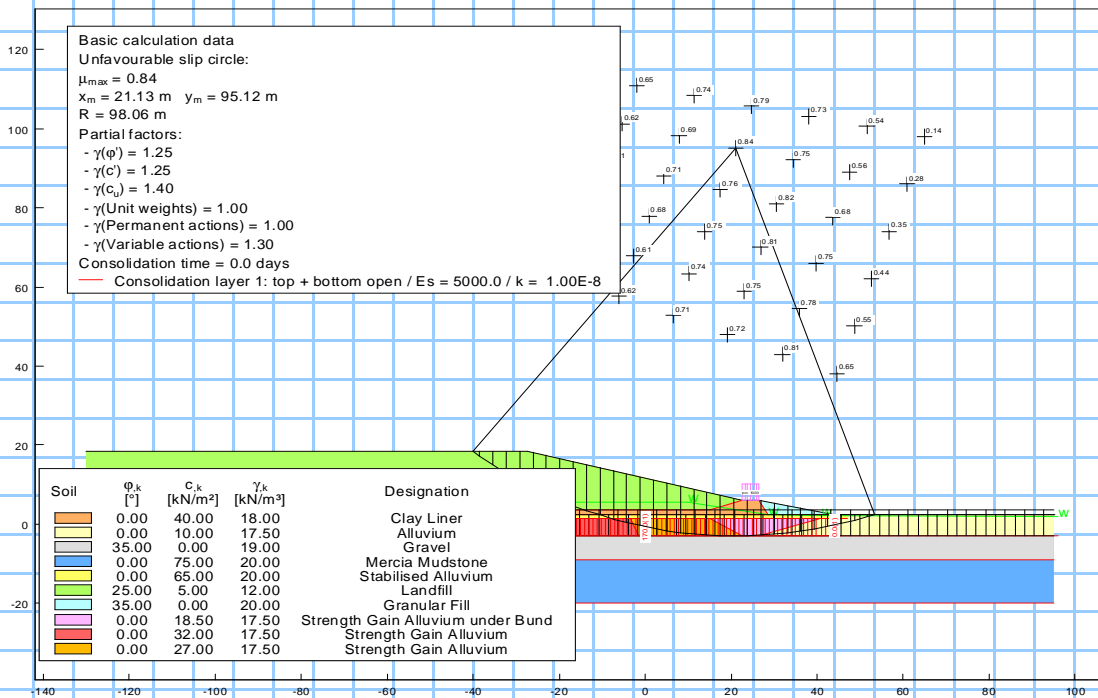 120
100
80
60
40
20
0
-20
-140
-120
-100
-80
-60
-40
-20
0
20
40
60
80
100
Basic calculation data
Unfavourable slip circle:
μmax = 0.84
xm = 21.13 m ym = 95.12 m
R = 98.06 m
Partial factors:
- γ(φ') = 1.25
- γ(c') = 1.25
- γ(cu) = 1.40
- γ(Unit weights) = 1.00
- γ(Permanent actions) = 1.00
- γ(Variable actions) = 1.30
Consolidation time = 0.0 days
Consolidation layer 1: top + bottom open / Es = 5000.0 / k = 1.00E-8
0.65
0.74
0.79
0.73
0.54
0.14
0.62
0.69
0.84
0.75
0.56
0.28
1
0.71
0.76
0.82
0.68
0.35
0.68
0.75
0.81
0.75
0.44
0.61
0.74
0.75
0.78
0.55
0.62
0.71
0.72
0.81
0.65
W
W
Soil φ,k [°] c,k [kN/m²] γ,k [kN/m³] Designation
0.00 40.00 18.00 Clay Liner
0.00 10.00 17.50 Alluvium
35.00 0.00 19.00 Gravel
0.00 75.00 20.00 Mercia Mudstone
0.00 65.00 20.00 Stabilised Alluvium
25.00 5.00 12.00 Landfill
35.00 0.00 20.00 Granular Fill
0.00 18.50 17.50 Strength Gain Alluvium under Bund
0.00 32.00 17.50 Strength Gain Alluvium
0.00 27.00 17.50 Strength Gain Alluvium